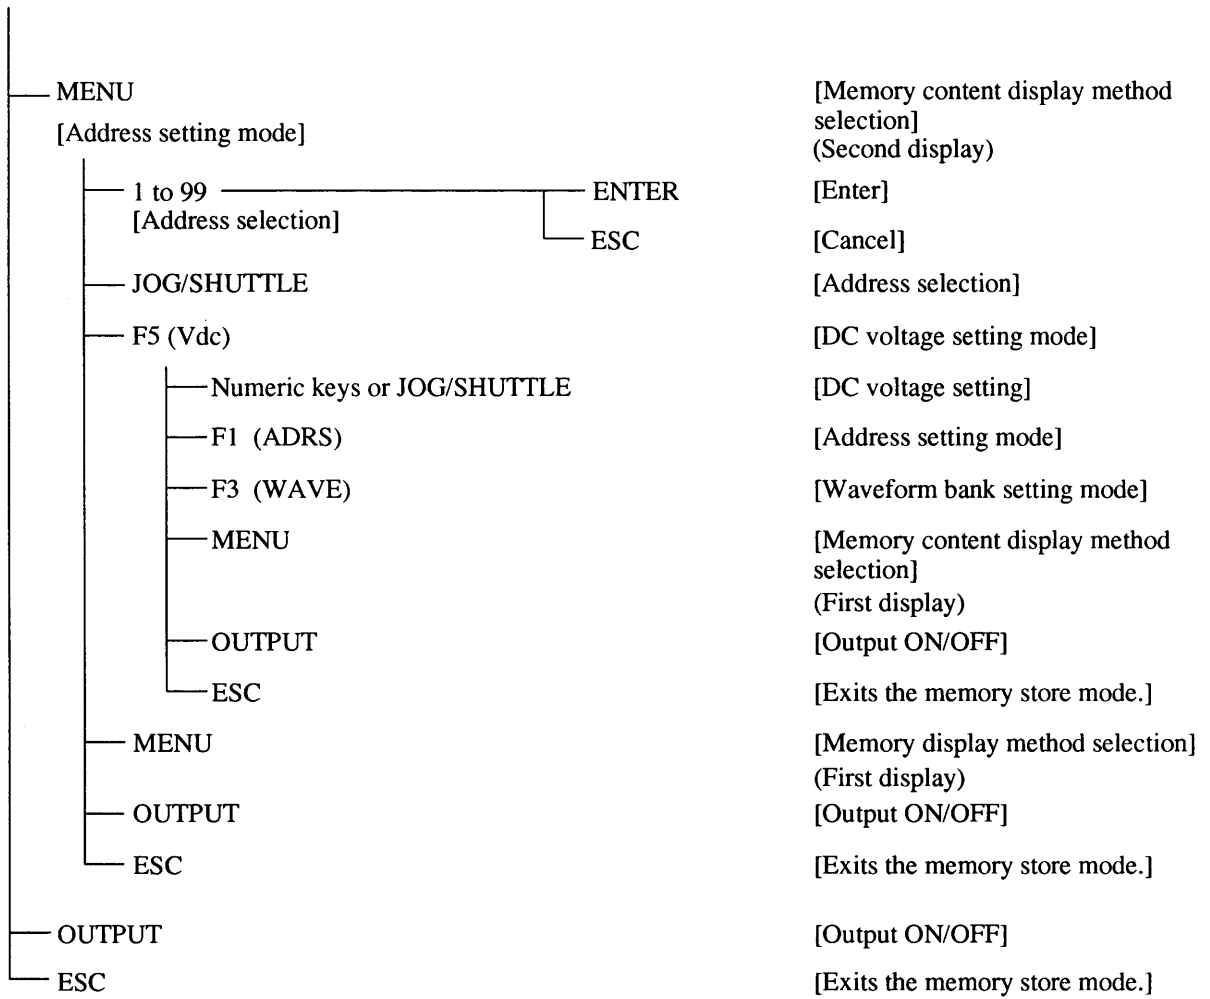 MENU [Memory content display method
selection]
[Address setting mode]
(Second display)
1 to 99 ENTER [Enter]
[Address selection]
ESC [Cancel]
JOG/SHUTTLE [Address selection]
F5 (Vdc) [DC voltage setting mode]
Numeric keys or JOG/SHUTTLE [DC voltage setting]
F1 (ADRS) [Address setting mode]
F3 (WAVE) [Waveform bank setting mode]
MENU [Memory content display method
selection]
(First display)
OUTPUT [Output ON/OFF]
ESC [Exits the memory store mode.]
MENU [Memory display method selection]
(First display)
OUTPUT [Output ON/OFF]
ESC [Exits the memory store mode.]
OUTPUT [Output ON/OFF]
ESC [Exits the memory store mode.]